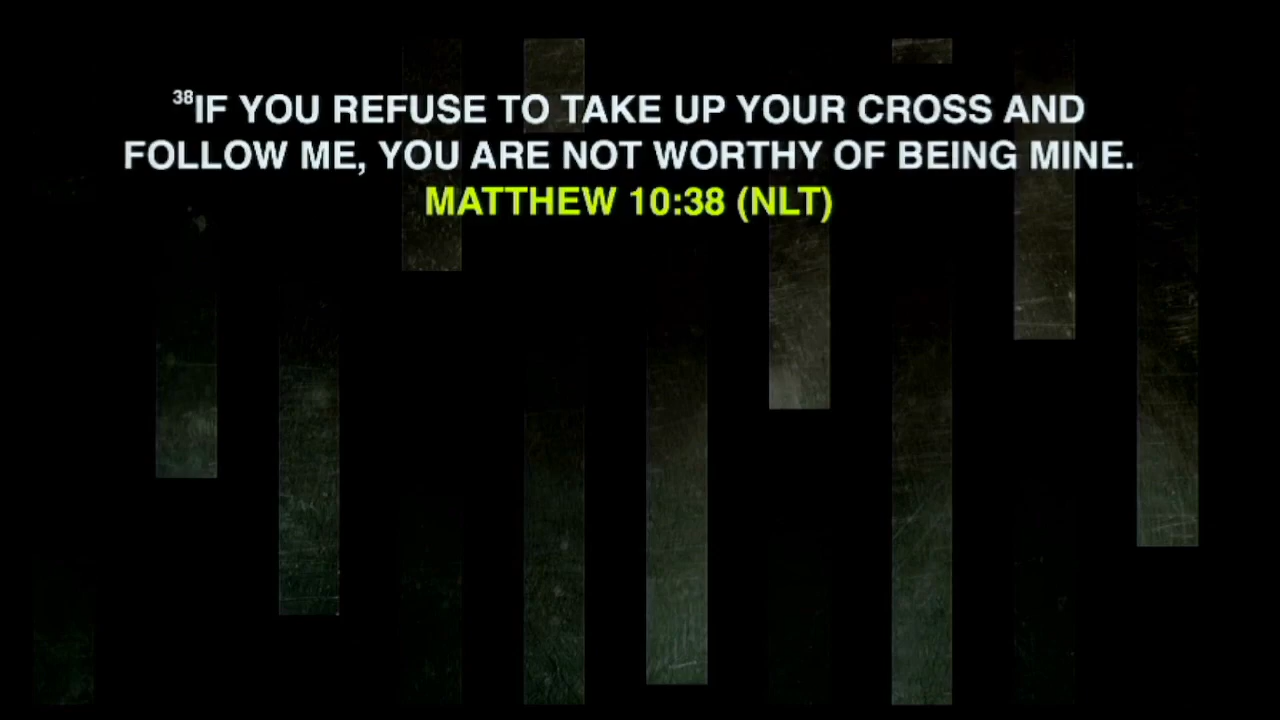 ³⁸IF YOU REFUSE TO TAKE UP YOUR CROSS AND
FOLLOW ME, YOU ARE NOT WORTHY OF BEING MINE.
MATTHEW 10:38 (NLT)